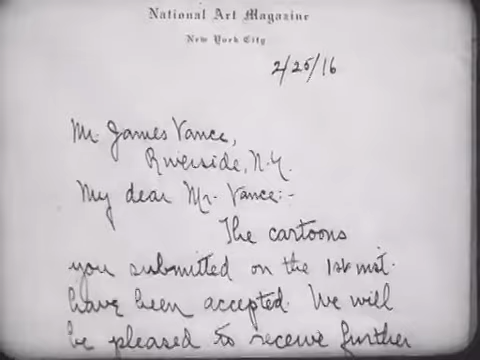 National Art Magazine
New York City
2/25/16
Mr. James Vance,
Riverside, N.Y.
My dear Mr. Vance:-
The cartoons
you submitted on the 1st inst.
have been accepted. We will
be pleased to receive further